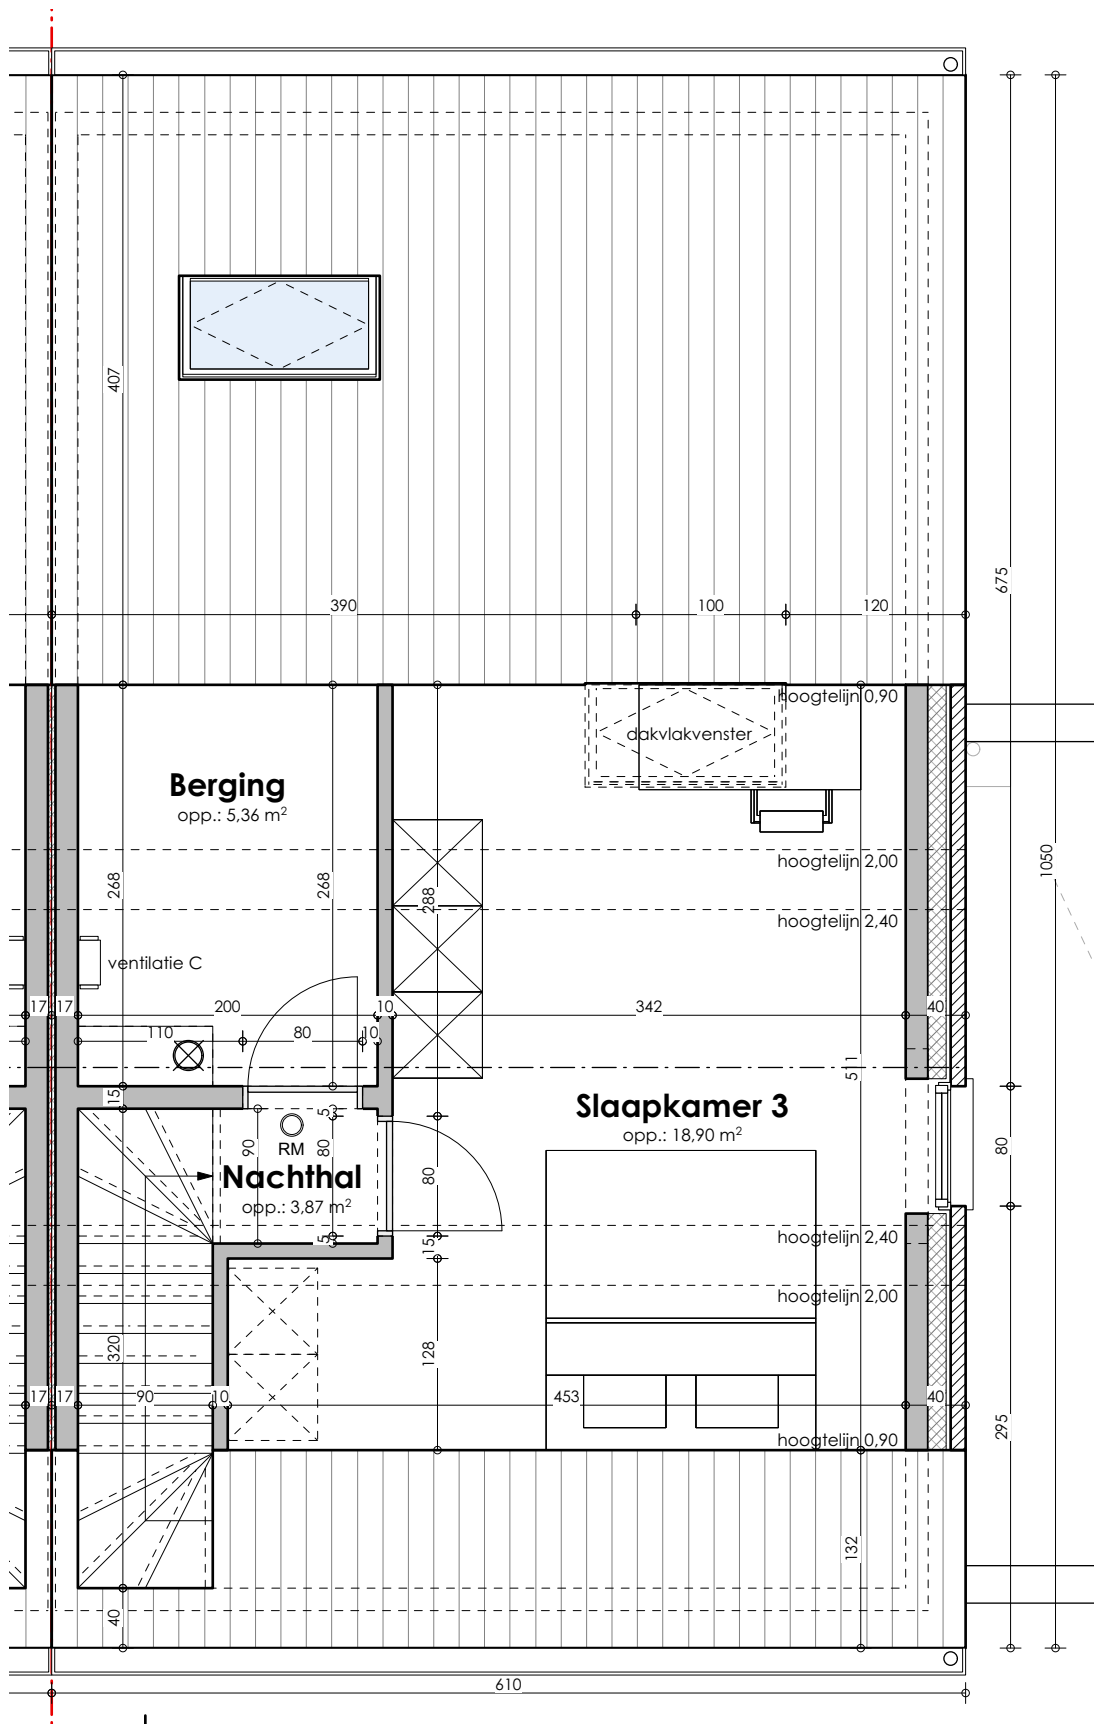 407
675
390
100
120
hoogtelijn 0,90
dakvlakvenster
Berging
opp.: 5,36 m²
1050
hoogtelijn 2,00
268
268
288
hoogtelijn 2,40
ventilatie C
17
17
200
10
342
40
110
80
10
511
15
5
Slaapkamer 3
opp.: 18,90 m²
90
RM
80
80
80
Nachthal
opp.: 3,87 m²
5
15
hoogtelijn 2,40
hoogtelijn 2,00
320
128
17
17
90
10
453
40
295
hoogtelijn 0,90
132
40
610